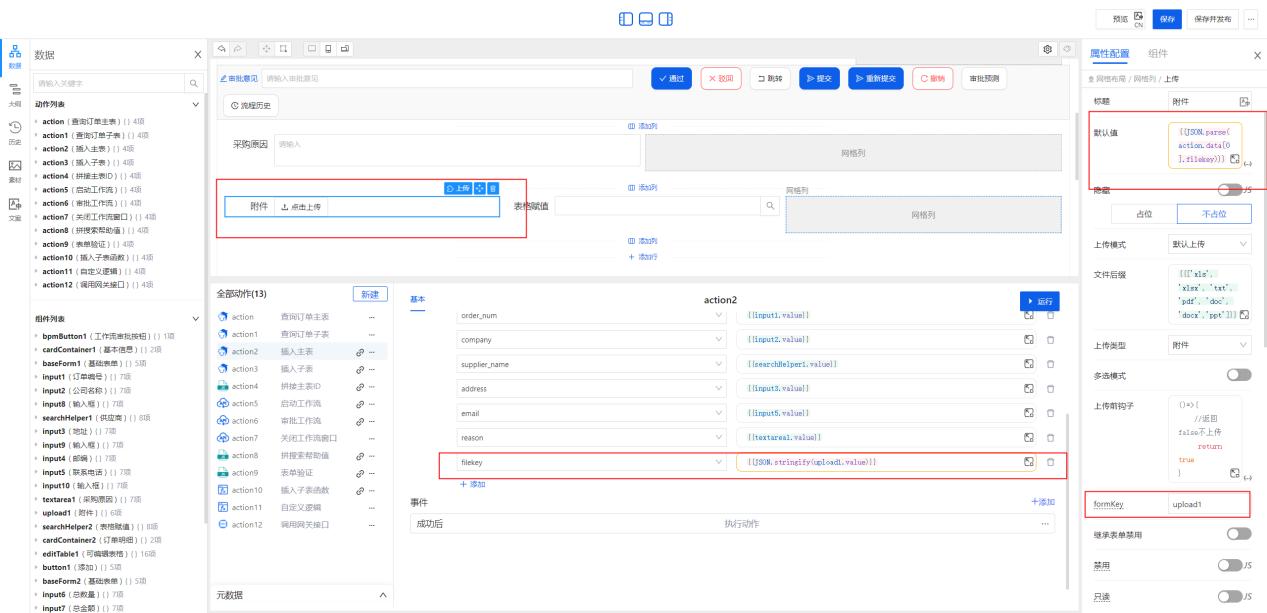 预览
CN
保存
保存并发布
...
数据
大纲
历史
素材
文案
数据
请输入关键字
动作列表
action ( 查询订单主表 ) { } 4项
action1 ( 查询订单子表 ) { } 4项
action2 ( 插入主表 ) { } 4项
action3 ( 插入子表 ) { } 4项
action4 ( 拼接主表ID ) { } 4项
action5 ( 启动工作流 ) { } 4项
action6 ( 审批工作流 ) { } 4项
action7 ( 关闭工作流窗口 ) { } 4项
action8 ( 拼搜索帮助值 ) { } 4项
action9 ( 表单验证 ) { } 4项
action10 ( 插入子表函数 ) { } 4项
action11 ( 自定义逻辑 ) { } 4项
action12 ( 调用网关接口 ) { } 4项
组件列表
bpmButton1 ( 工作流审批按钮 ) { } 1项
cardContainer1 ( 基本信息 ) { } 2项
baseForm1 ( 基础表单 ) { } 5项
input1 ( 订单编号 ) { } 7项
input2 ( 公司名称 ) { } 7项
input8 ( 输入框 ) { } 7项
searchHelper1 ( 供应商 ) { } 8项
input3 ( 地址 ) { } 7项
input9 ( 输入框 ) { } 7项
input4 ( 邮编 ) { } 7项
input5 ( 联系电话 ) { } 7项
input10 ( 输入框 ) { } 7项
textarea1 ( 采购原因 ) { } 7项
upload1 ( 附件 ) { } 6项
searchHelper2 ( 表格赋值 ) { } 8项
cardContainer2 ( 订单明细 ) { } 2项
editTable1 ( 可编辑表格 ) { } 16项
button1 ( 添加 ) { } 5项
baseForm2 ( 基础表单 ) { } 5项
input6 ( 总数量 ) { } 7项
input7 ( 总金额 ) { } 7项
审批意见
请输入审批意见
通过
驳回
跳转
提交
重新提交
撤销
审批预测
流程历史
添加列
采购原因
请输入
网格列
上传
添加列
网格列
附件
点击上传
表格赋值
网格列
添加列
+ 添加行
全部动作(13)
新建
action 查询订单主表 ...
action1 查询订单子表 ...
action2 插入主表 ...
action3 插入子表 ...
action4 拼接主表ID ...
action5 启动工作流 ...
action6 审批工作流 ...
action7 关闭工作流窗口 ...
action8 拼搜索帮助值 ...
action9 表单验证 ...
action10 插入子表函数 ...
action11 自定义逻辑 ...
action12 调用网关接口 ...
元数据
基本
action2
运行
order_num {{input1.value}}
company {{input2.value}}
supplier_name {{searchHelper1.value}}
address {{input3.value}}
email {{input5.value}}
reason {{textarea1.value}}
filekey {{JSON.stringify(upload1.value)}}
+ 添加
事件
+添加
成功后 执行动作 ...
属性配置
组件
网格布局 / 网格列 / 上传
标题
附件
默认值
{{JSON.parse(
action.data[0
].filekey)}}
隐藏
JS
占位
不占位
上传模式
默认上传
文件后缀
{{['xls',
'xlsx', 'txt',
'pdf', 'doc',
'docx','ppt']}}
上传类型
附件
多选模式
上传前钩子
()=>{
//返回
false不上传
return
true
}
formKey
upload1
继承表单禁用
禁用
JS
只读
JS